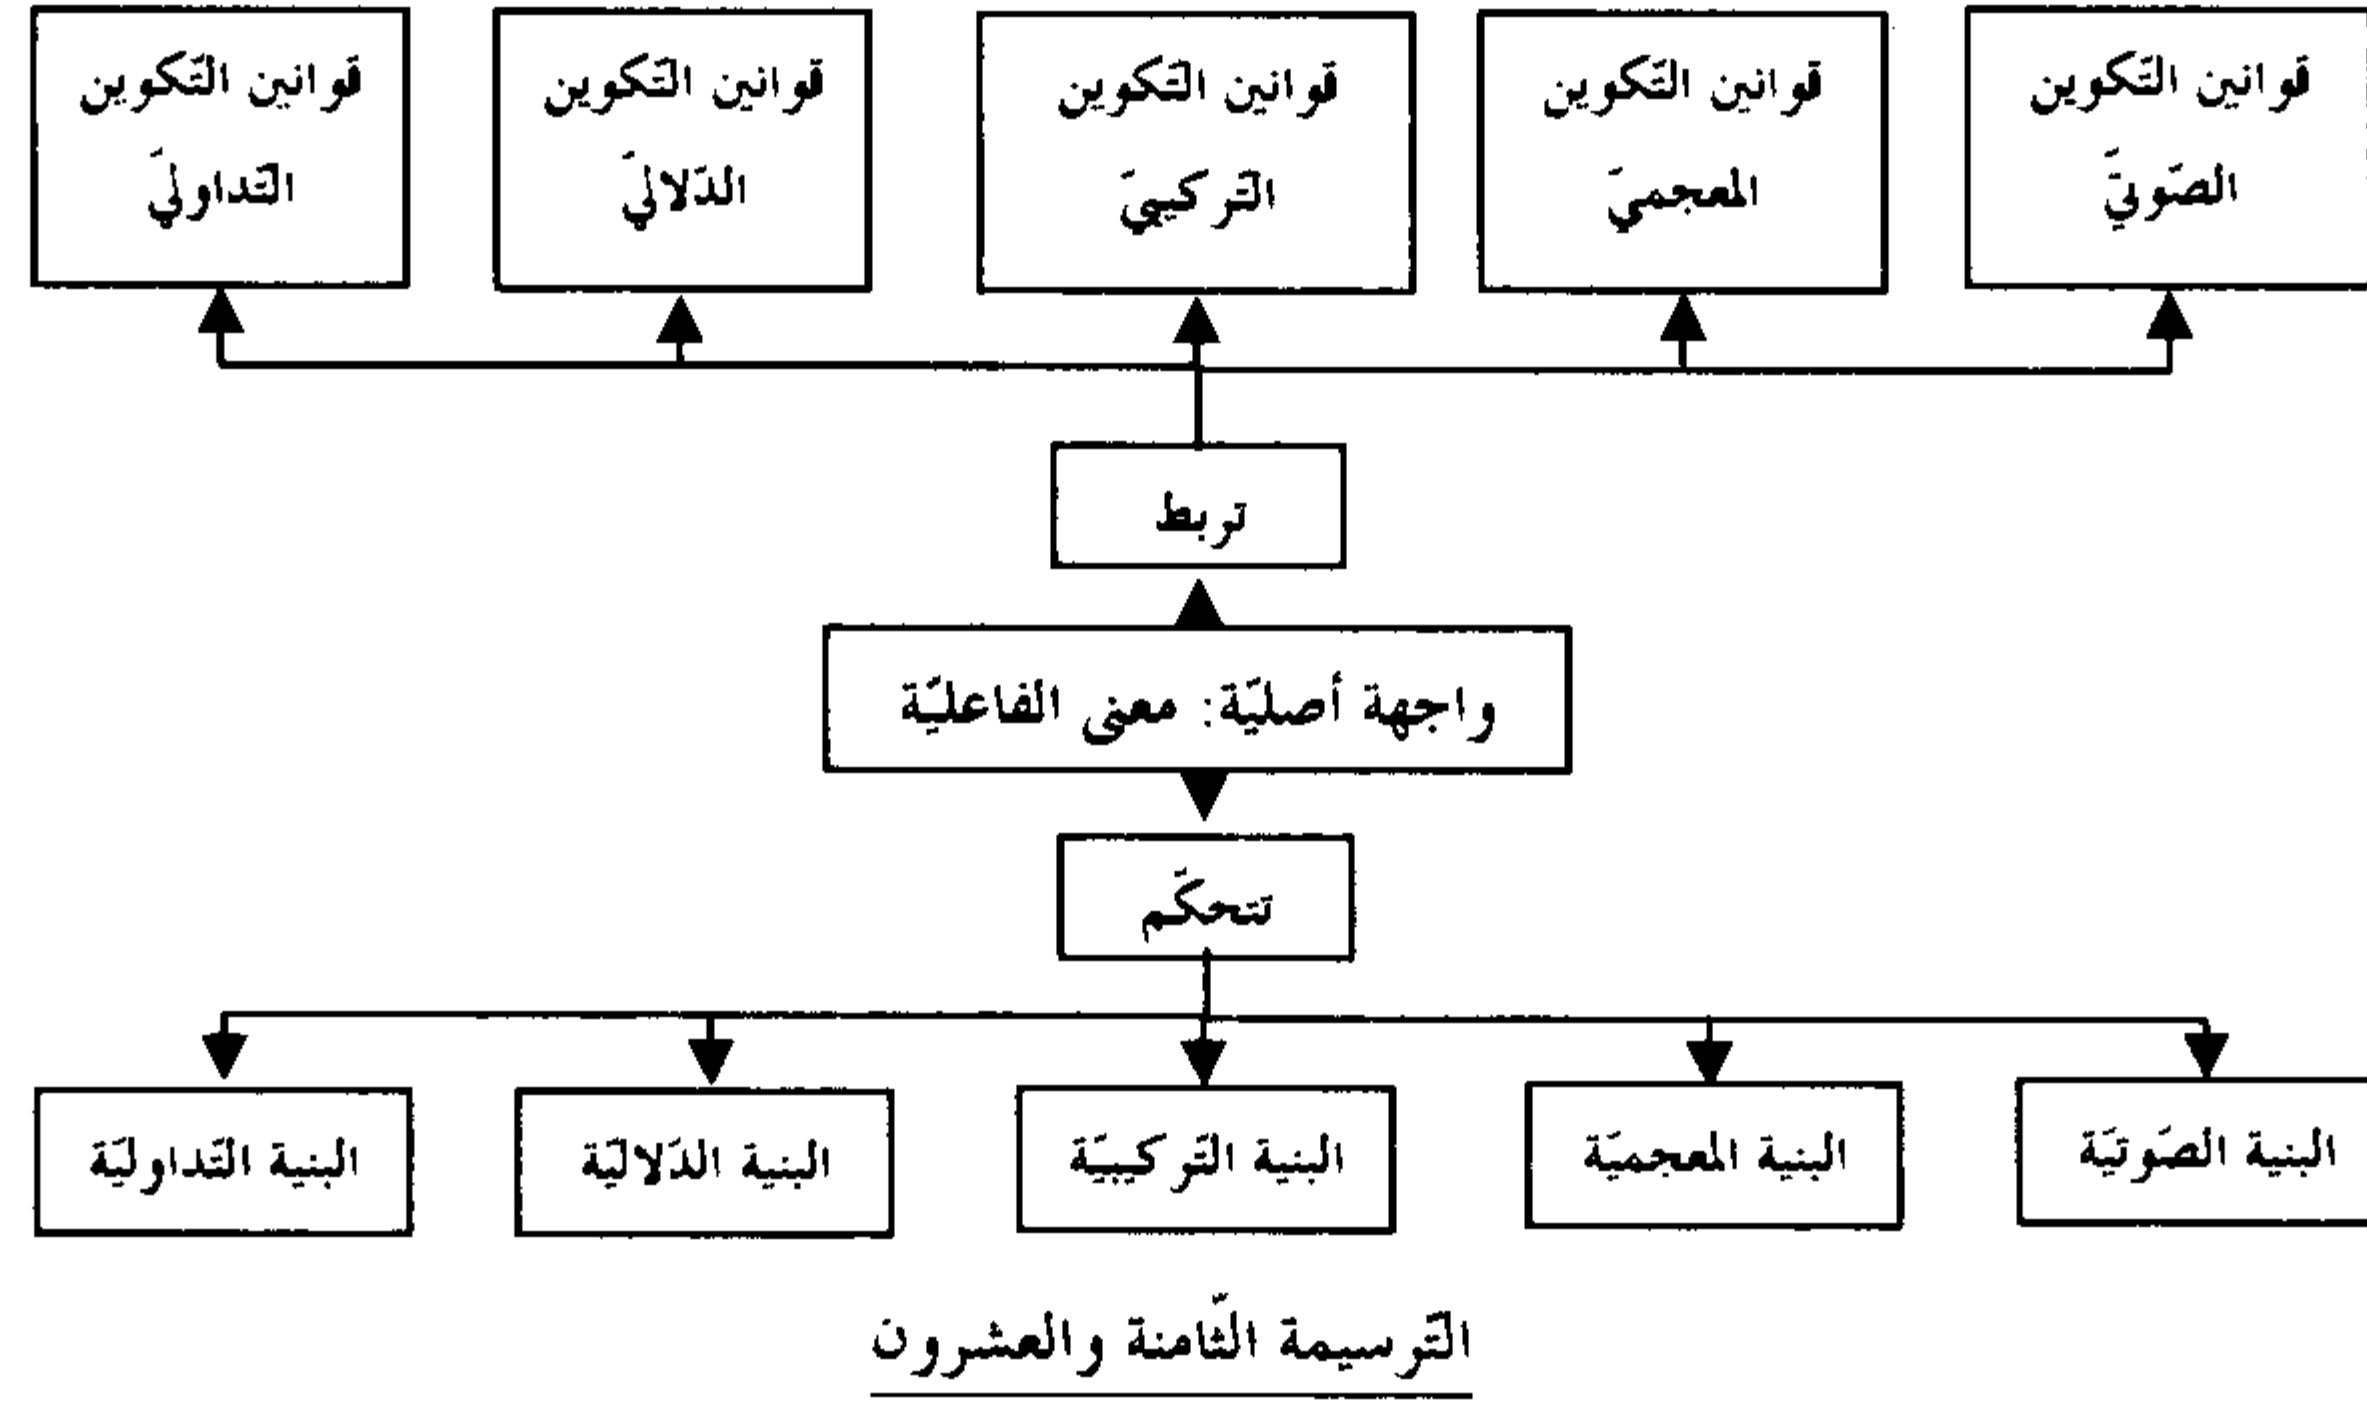 قوانين التّكوين
الصّوتيّ
قوانين التّكوين
المعجميّ
قوانين التّكوين
التّركيبيّ
قوانين التّكوين
الدّلاليّ
قوانين التّكوين
التّداوليّ
تربط
واجهة أصليّة: معنى الفاعليّة
تتحكّم
البنية الصّوتيّة
البنية المعجميّة
البنية التّركيبيّة
البنية الدّلاليّة
البنية التّداوليّة
التّرسيمة الثّامنة والعشرون